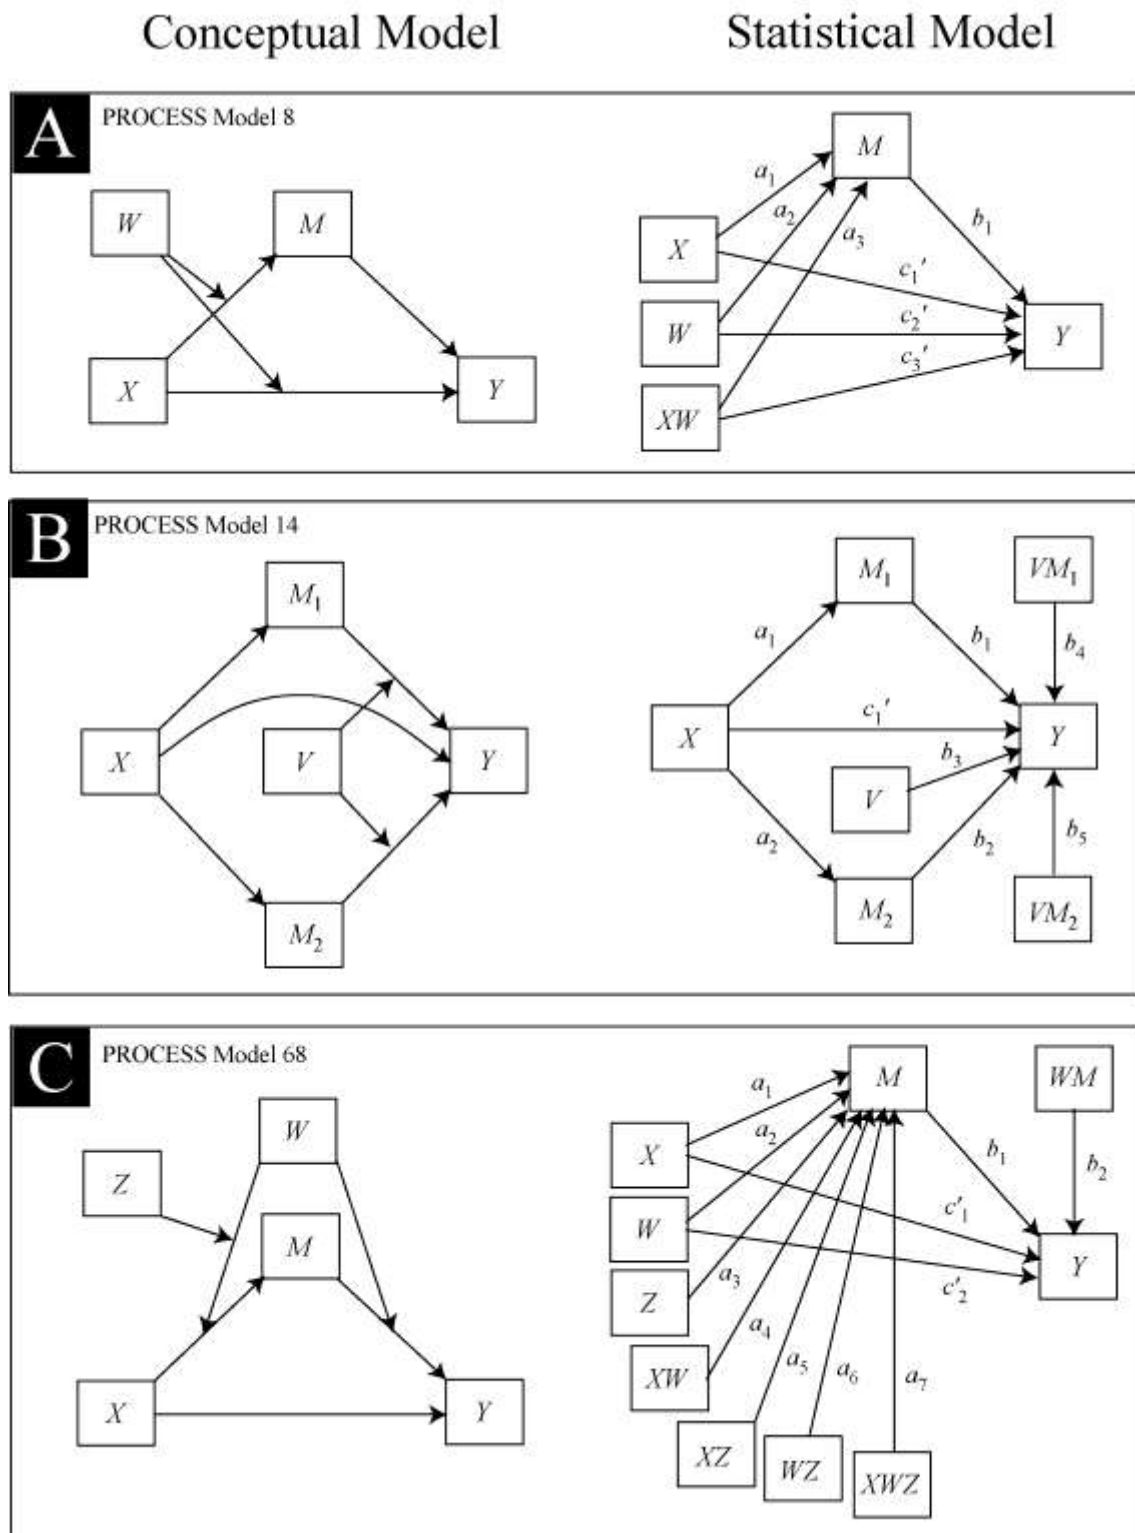 Conceptual Model
Statistical Model
A
PROCESS Model 8
W
M
X
Y
M
X
W
XW
Y
a1
a2
a3
b1
c1'
c2'
c3'
B
PROCESS Model 14
M1
X
V
Y
M2
M1
VM1
a1
b1
b4
X
c1'
Y
b3
V
a2
b2
b5
M2
VM2
C
PROCESS Model 68
W
Z
M
X
Y
M
WM
a1
a2
X
b1
b2
W
c'1
Y
c'2
Z
a3
a4
a5
a6
a7
XW
XZ
WZ
XWZ